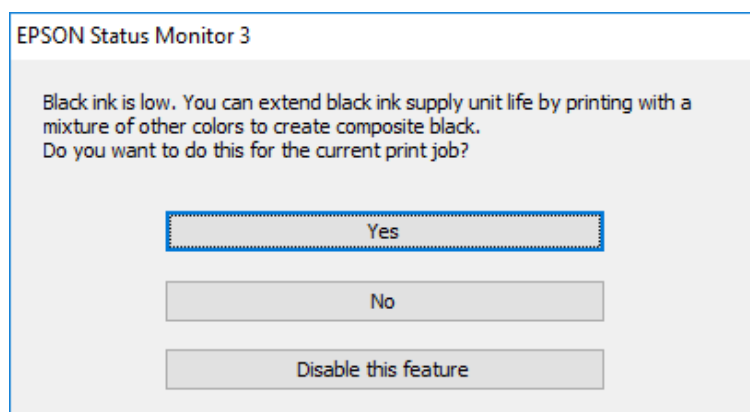 EPSON Status Monitor 3
Black ink is low. You can extend black ink supply unit life by printing with a
mixture of other colors to create composite black.
Do you want to do this for the current print job?
Yes
No
Disable this feature